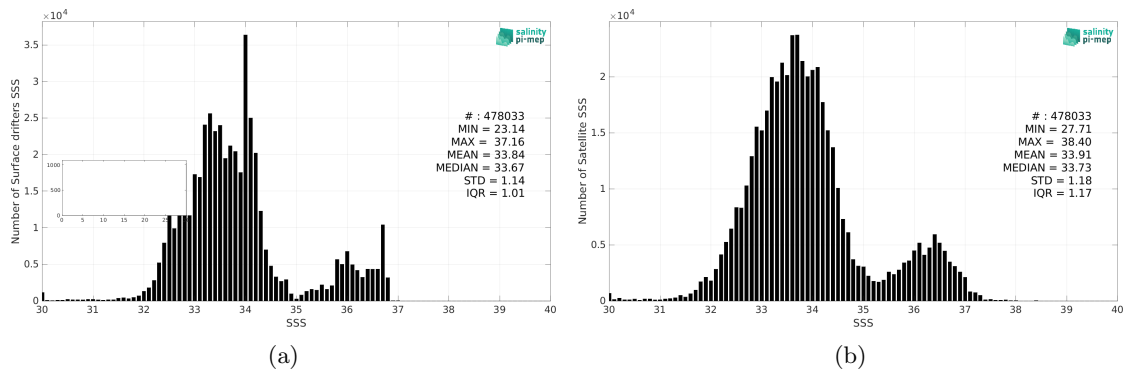 ×10⁴
3.5
3
2.5
2
1.5
1
0.5
0
Number of Surface drifters SSS
salinity
pi-mep
# : 478033
MIN = 23.14
MAX = 37.16
MEAN = 33.84
MEDIAN = 33.67
STD = 1.14
IQR = 1.01
1000
500
0
0 5 10 15 20 25
30 31 32 33 34 35 36 37 38 39 40
SSS
(a)
×10⁴
2
1.5
1
0.5
0
Number of Satellite SSS
salinity
pi-mep
# : 478033
MIN = 27.71
MAX = 38.40
MEAN = 33.91
MEDIAN = 33.73
STD = 1.18
IQR = 1.17
30 31 32 33 34 35 36 37 38 39 40
SSS
(b)